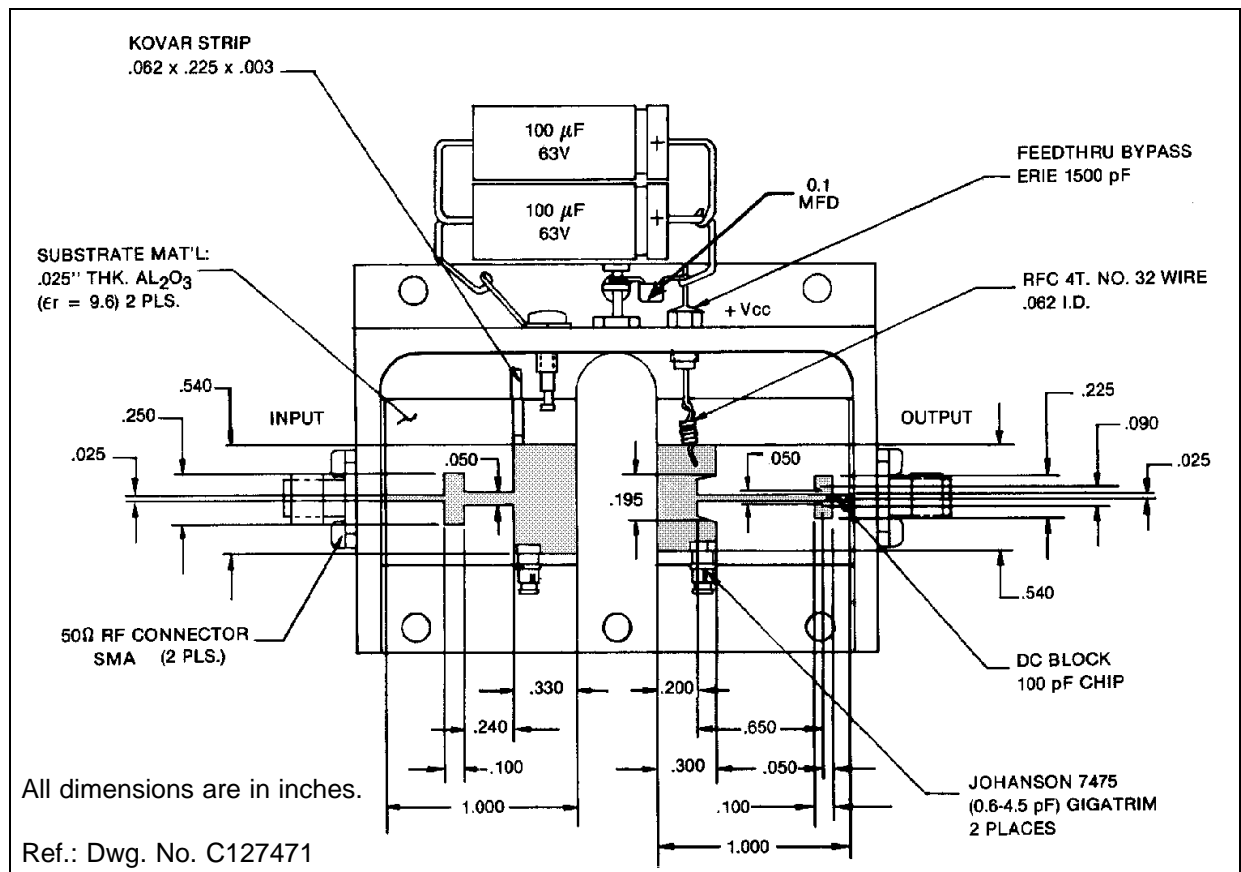 KOVAR STRIP
.062 x .225 x .003
100 μF
63V
+
100 μF
63V
+
0.1
MFD
FEEDTHRU BYPASS
ERIE 1500 pF
SUBSTRATE MAT'L:
.025" THK. AL2O3
(εr = 9.6) 2 PLS.
RFC 4T. NO. 32 WIRE
.062 I.D.
+ Vcc
.540
INPUT
.250
.025
.050
.195
.050
OUTPUT
.225
.090
.025
.540
50Ω RF CONNECTOR
SMA (2 PLS.)
DC BLOCK
100 pF CHIP
.330
.200
.240
.650
.100
.300
.050
.100
1.000
1.000
JOHANSON 7475
(0.6-4.5 pF) GIGATRIM
2 PLACES
All dimensions are in inches.
Ref.: Dwg. No. C127471